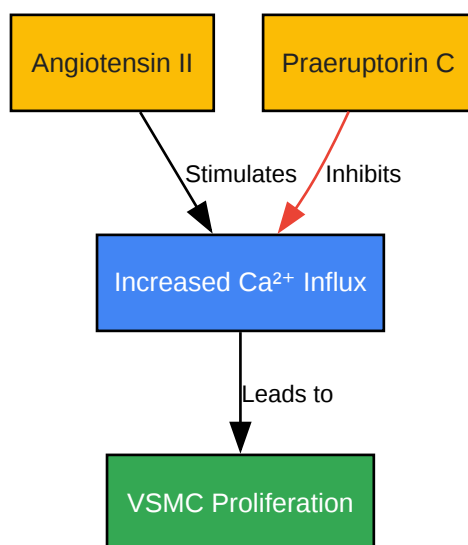 Angiotensin II
Praeruptorin C
Stimulates
Inhibits
Increased Ca²⁺ Influx
Leads to
VSMC Proliferation